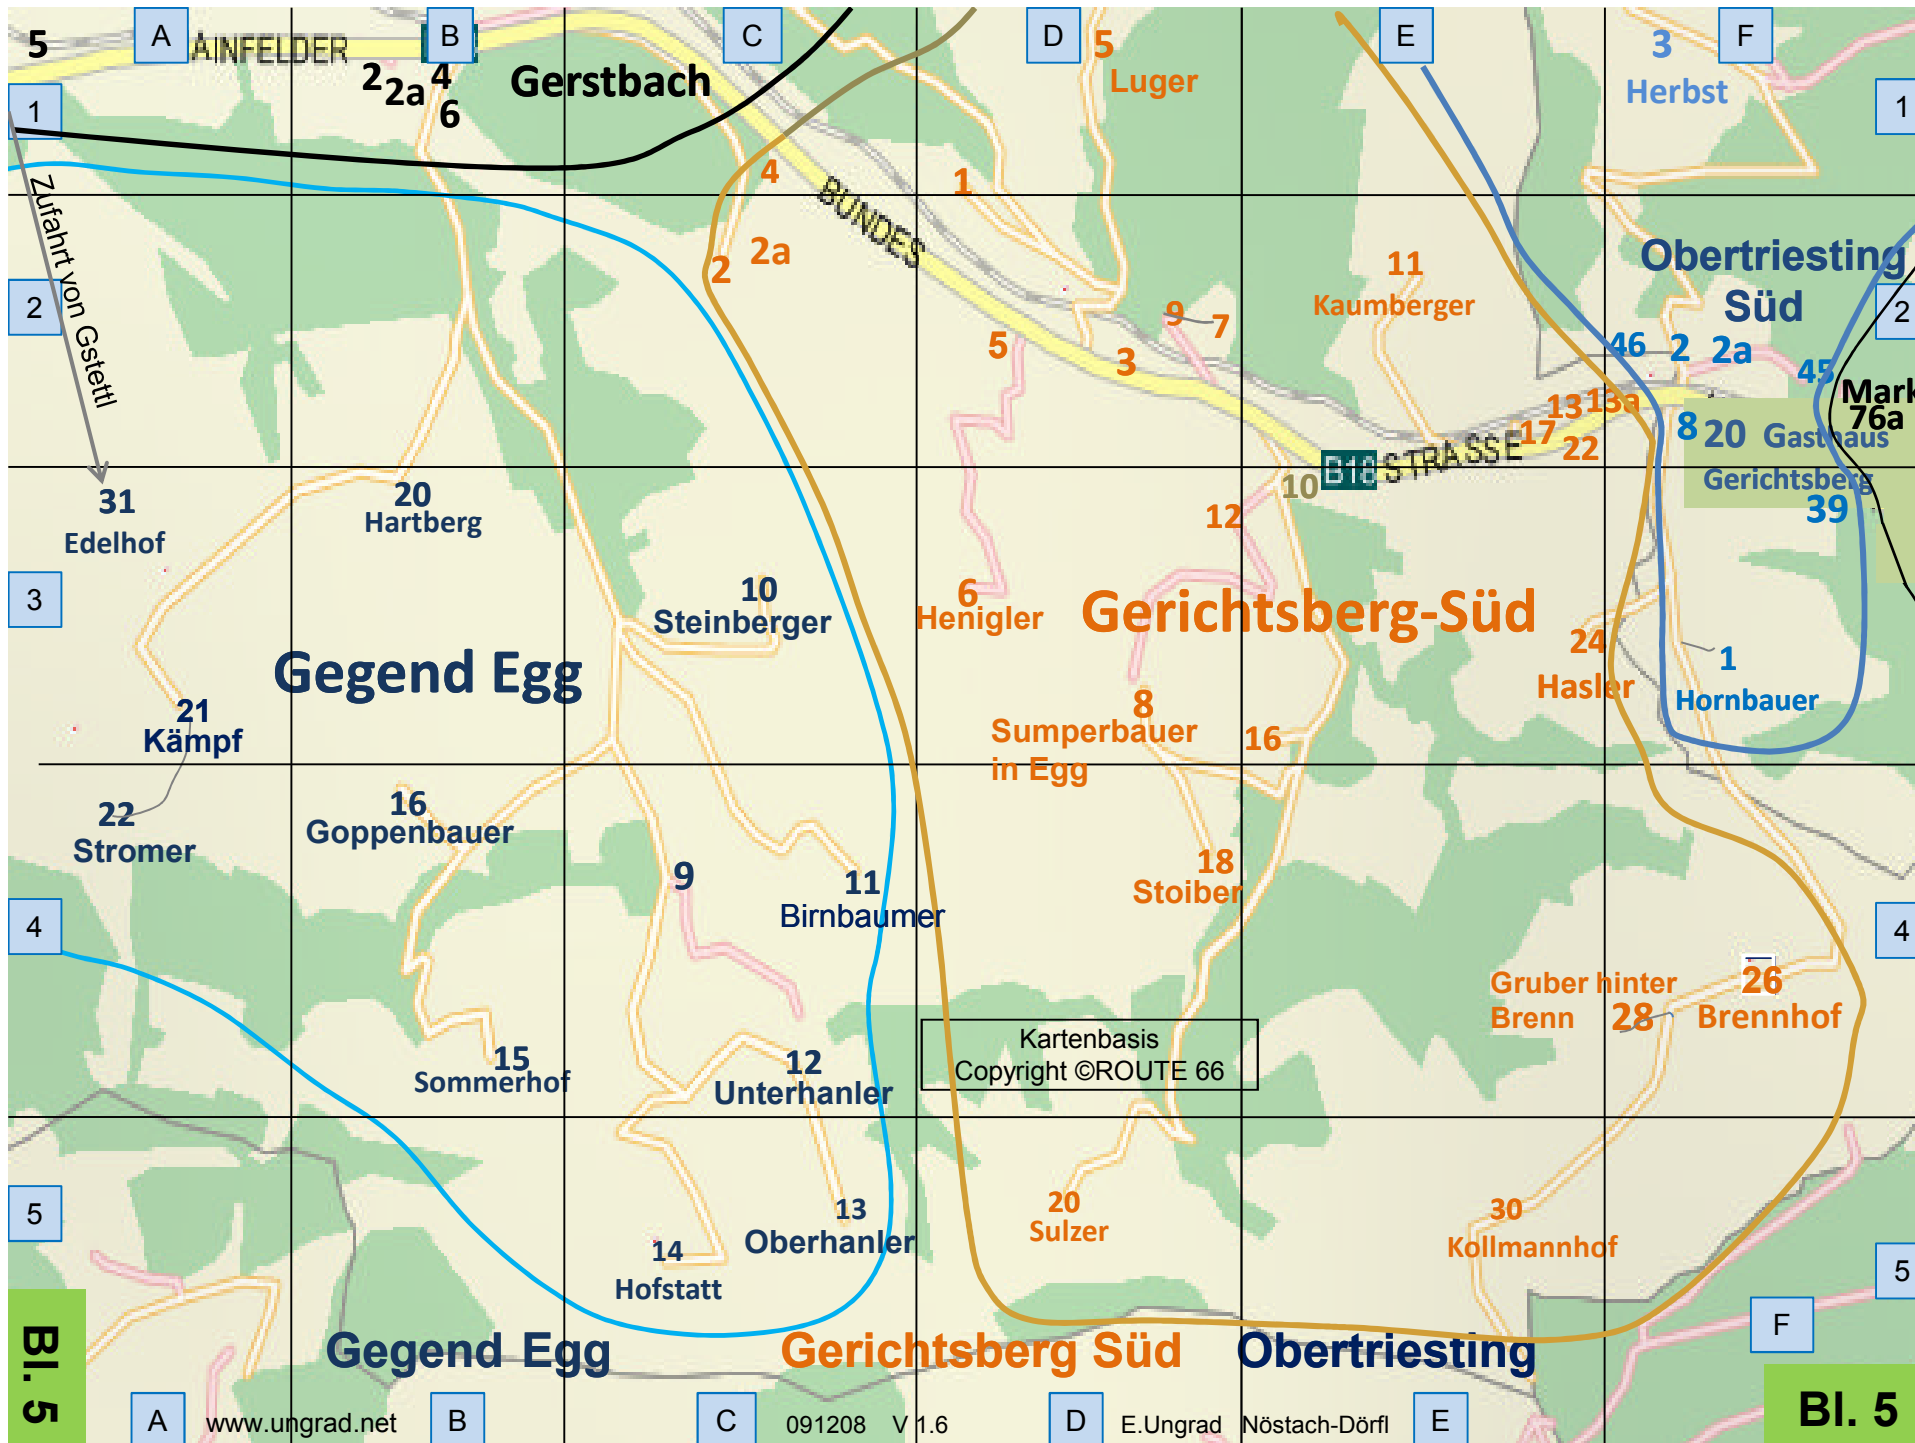 5
A
AINFELDER
B
C
D
E
F
2
2a
4
6
Gerstbach
5
Luger
3
Herbst
1
1
4
1
Zufahrt von Gstettl
BUNDES
2a
2
11
Kaumberger
Obertriesting
Süd
2
2
9
7
5
3
46
2
2a
45
Mark
76a
13
13a
17
22
8
20 Gasthaus
Gerichtsberg
39
B18
STRASSE
10
12
31
Edelhof
20
Hartberg
3
10
Steinberger
6
Henigler
Gerichtsberg-Süd
24
Hasler
1
Hornbauer
Gegend Egg
21
Kämpf
8
Sumperbauer
in Egg
16
22
Stromer
16
Goppenbauer
9
11
Birnbaumer
18
Stoiber
4
4
Gruber hinter
Brenn
28
26
Brennhof
Kartenbasis
Copyright ©ROUTE 66
15
Sommerhof
12
Unterhanler
5
14
Hofstatt
13
Oberhanler
20
Sulzer
30
Kollmannhof
5
F
Bl. 5
Gegend Egg
Gerichtsberg Süd
Obertriesting
A
www.ungrad.net
B
C
091208 V 1.6
D
E.Ungrad Nöstach-Dörfl
E
Bl. 5